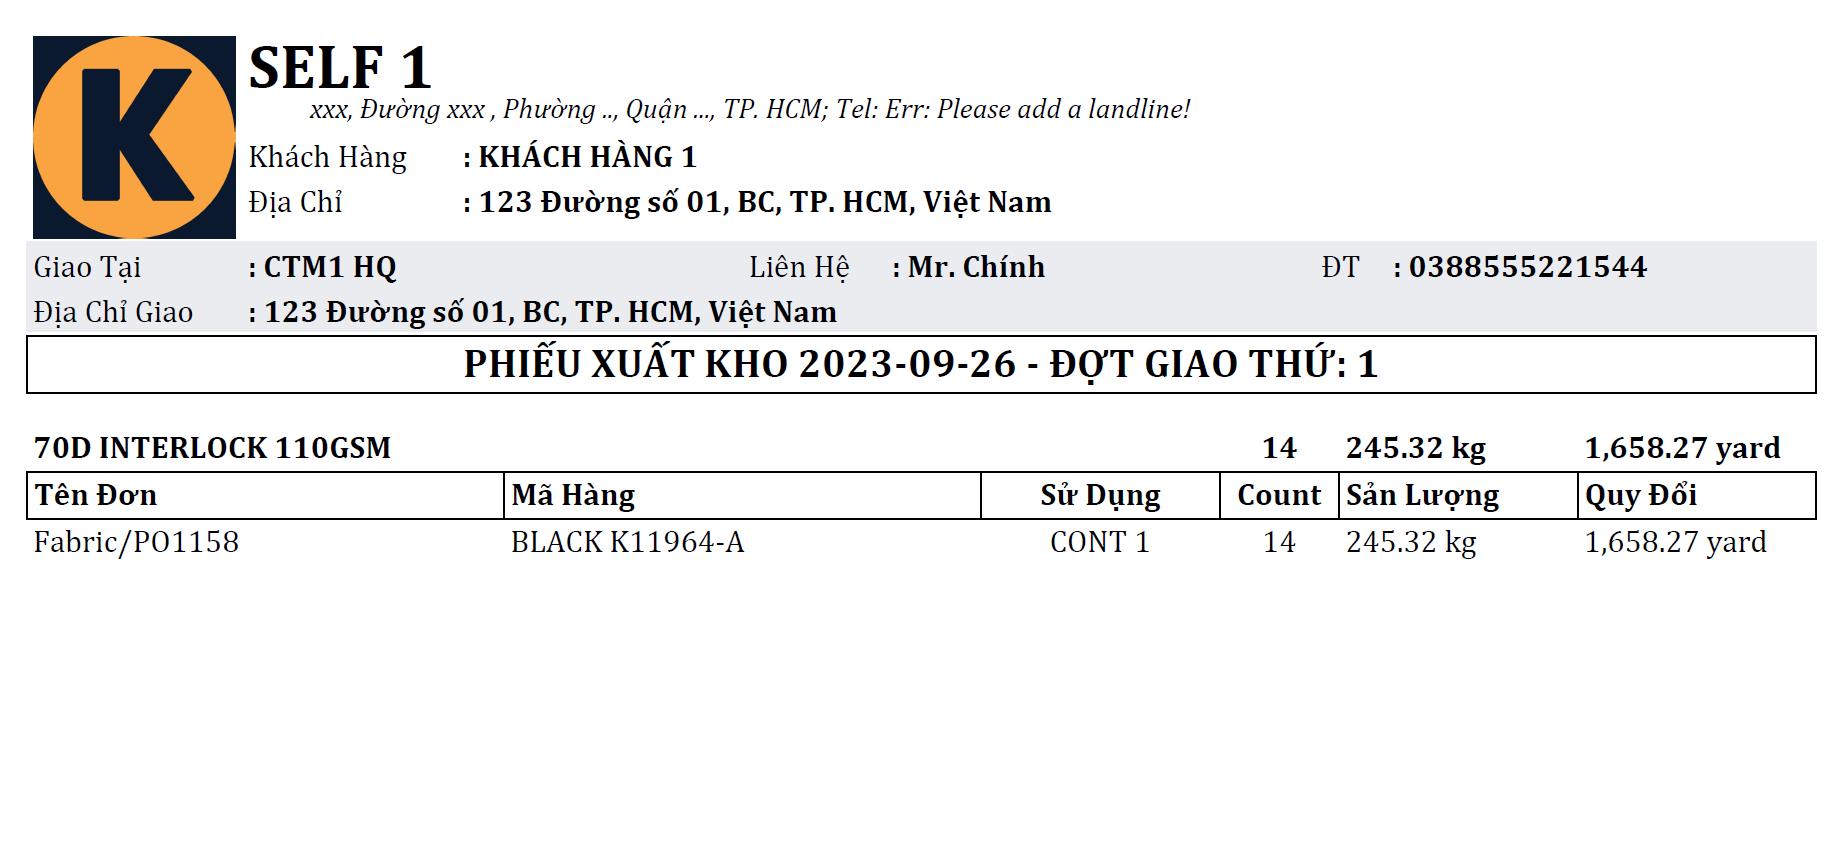 K
SELF 1
xxx, Đường xxx , Phường .., Quận ..., TP. HCM; Tel: Err: Please add a landline!
Khách Hàng : KHÁCH HÀNG 1
Địa Chỉ : 123 Đường số 01, BC, TP. HCM, Việt Nam
Giao Tại : CTM1 HQ Liên Hệ : Mr. Chính ĐT : 0388555221544
Địa Chỉ Giao : 123 Đường số 01, BC, TP. HCM, Việt Nam
PHIẾU XUẤT KHO 2023-09-26 - ĐỢT GIAO THỨ: 1
70D INTERLOCK 110GSM 14 245.32 kg 1,658.27 yard
Tên Đơn Mã Hàng Sử Dụng Count Sản Lượng Quy Đổi
Fabric/PO1158 BLACK K11964-A CONT 1 14 245.32 kg 1,658.27 yard